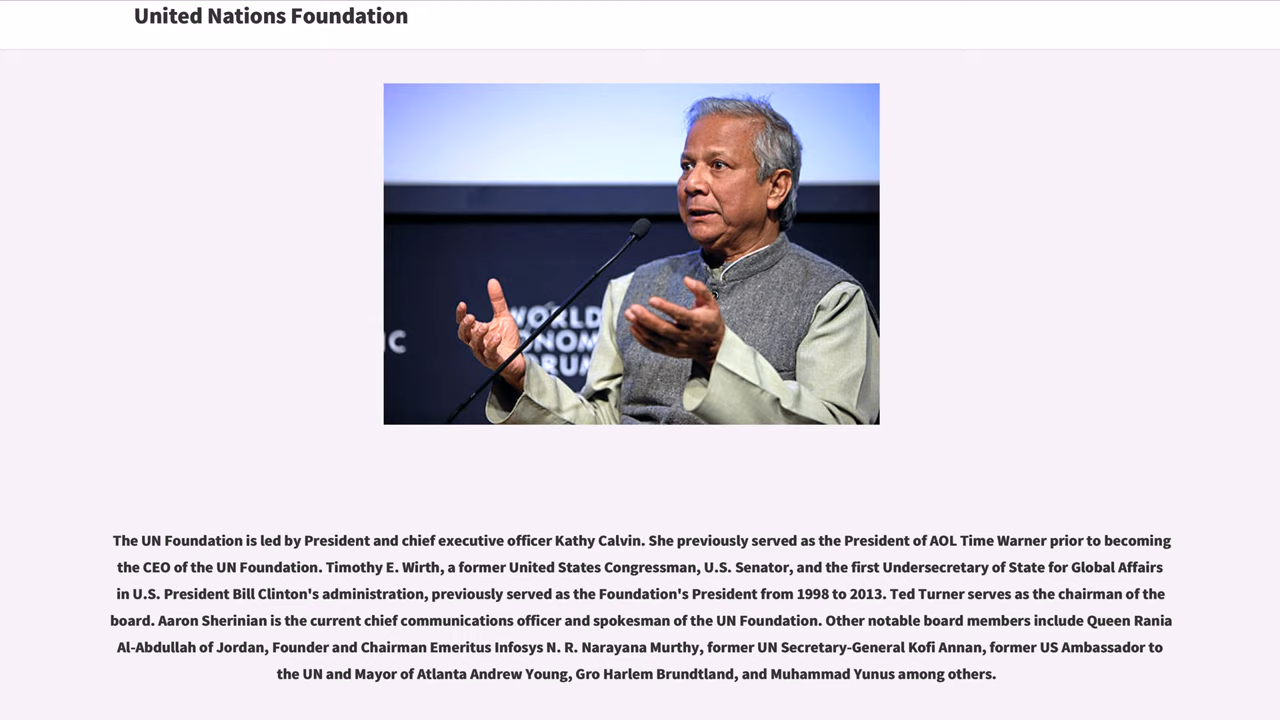 United Nations Foundation
IC
WORLD
ECONOM
FORUM
The UN Foundation is led by President and chief executive officer Kathy Calvin. She previously served as the President of AOL Time Warner prior to becoming
the CEO of the UN Foundation. Timothy E. Wirth, a former United States Congressman, U.S. Senator, and the first Undersecretary of State for Global Affairs
in U.S. President Bill Clinton's administration, previously served as the Foundation's President from 1998 to 2013. Ted Turner serves as the chairman of the
board. Aaron Sherinian is the current chief communications officer and spokesman of the UN Foundation. Other notable board members include Queen Rania
Al-Abdullah of Jordan, Founder and Chairman Emeritus Infosys N. R. Narayana Murthy, former UN Secretary-General Kofi Annan, former US Ambassador to
the UN and Mayor of Atlanta Andrew Young, Gro Harlem Brundtland, and Muhammad Yunus among others.